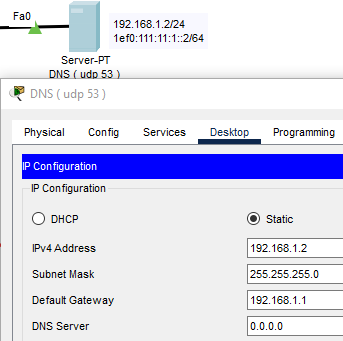 Fa0
192.168.1.2/24
1ef0:111:11:1::2/64
Server-PT
DNS ( udp 53 )
DNS ( udp 53 )
Physical Config Services Desktop Programming
IP Configuration
IP Configuration
DHCP Static
IPv4 Address 192.168.1.2
Subnet Mask 255.255.255.0
Default Gateway 192.168.1.1
DNS Server 0.0.0.0